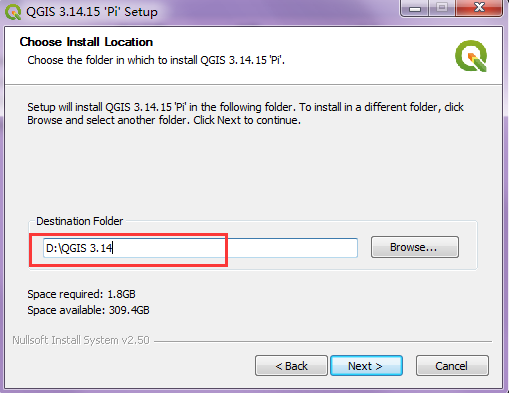 QGIS 3.14.15 'Pi' Setup
Choose Install Location
Choose the folder in which to install QGIS 3.14.15 'Pi'.
Setup will install QGIS 3.14.15 'Pi' in the following folder. To install in a different folder, click
Browse and select another folder. Click Next to continue.
Destination Folder
D:\QGIS 3.14
Browse...
Space required: 1.8GB
Space available: 309.4GB
Nullsoft Install System v2.50
< Back
Next >
Cancel